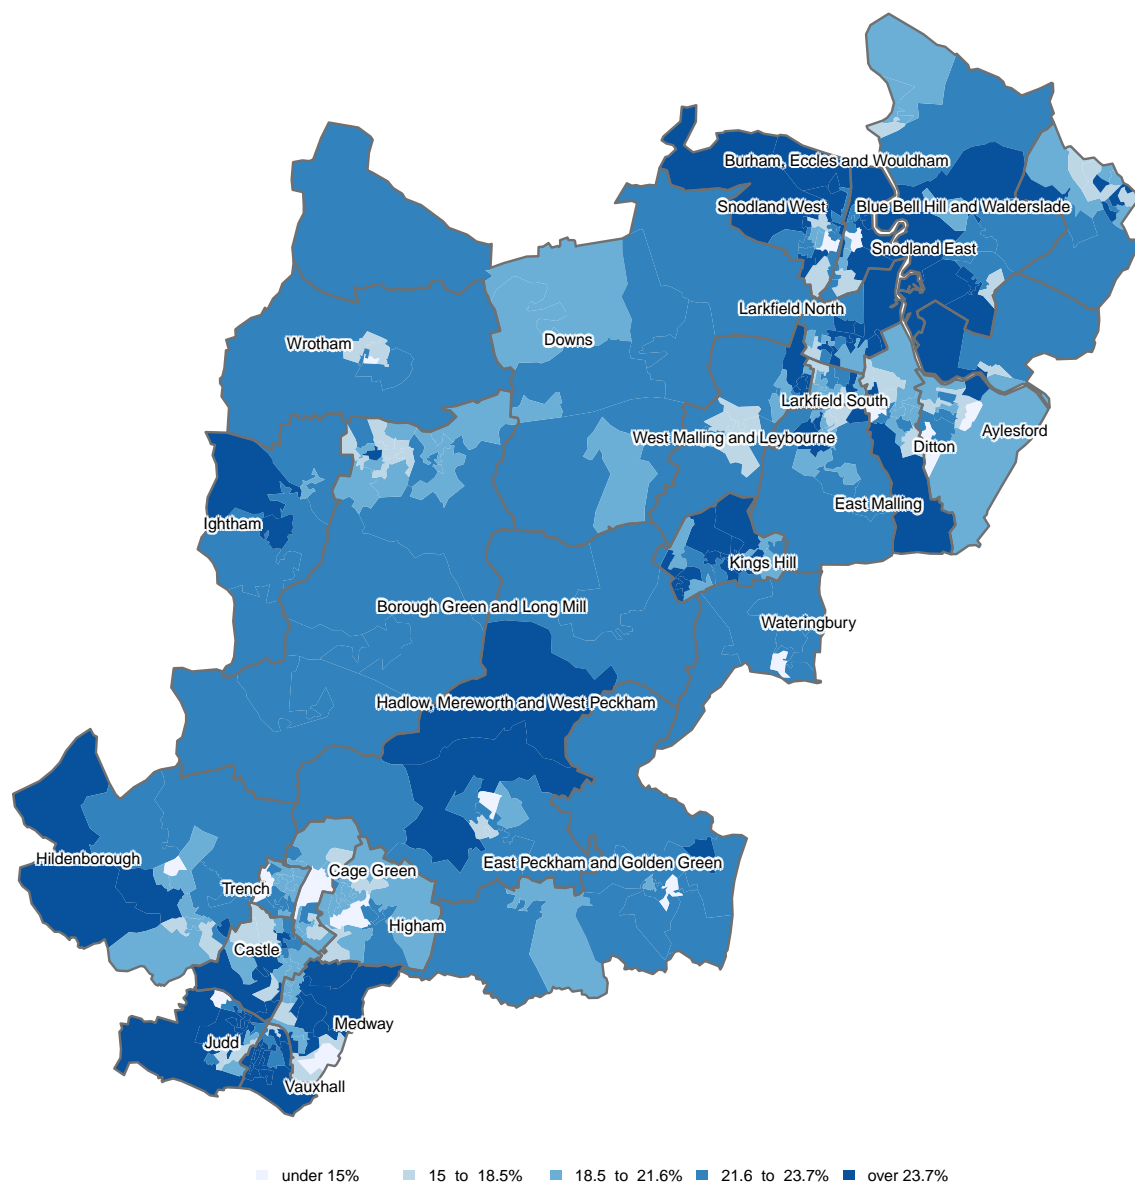 Burham, Eccles and Wouldham
Snodland West
Blue Bell Hill and Walderslade
Snodland East
Larkfield North
Wrotham
Downs
Larkfield South
Aylesford
West Malling and Leybourne
Ditton
East Malling
Ightham
Kings Hill
Borough Green and Long Mill
Wateringbury
Hadlow, Mereworth and West Peckham
Hildenborough
East Peckham and Golden Green
Cage Green
Trench
Higham
Castle
Medway
Judd
Vauxhall
under 15%
15 to 18.5%
18.5 to 21.6%
21.6 to 23.7%
over 23.7%